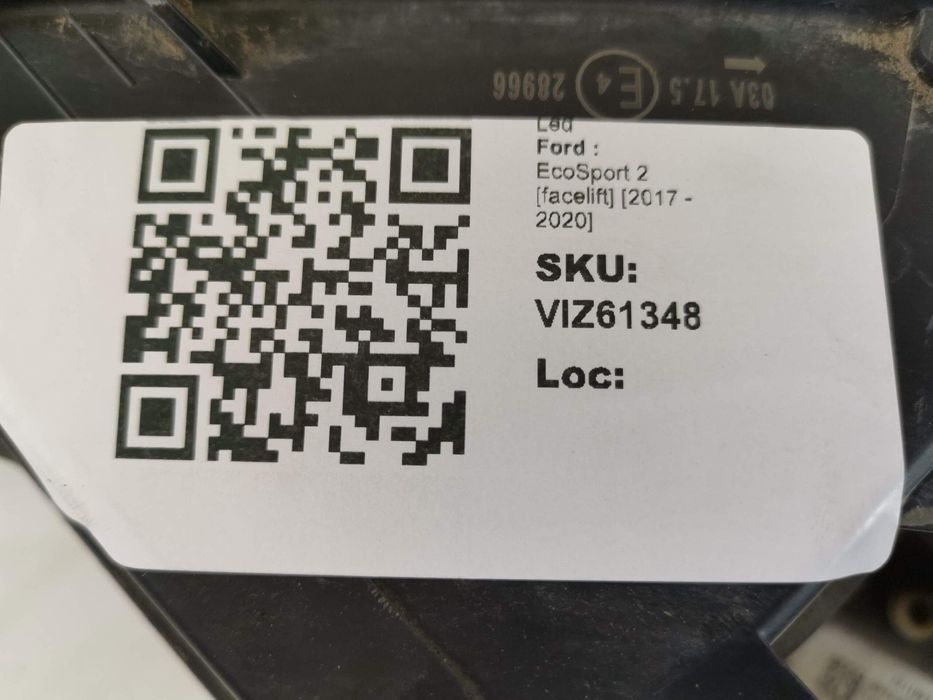 03A 17.5 E4 28966
Led
Ford :
EcoSport 2
[facelift] [2017 -
2020]
SKU:
VIZ61348
Loc: